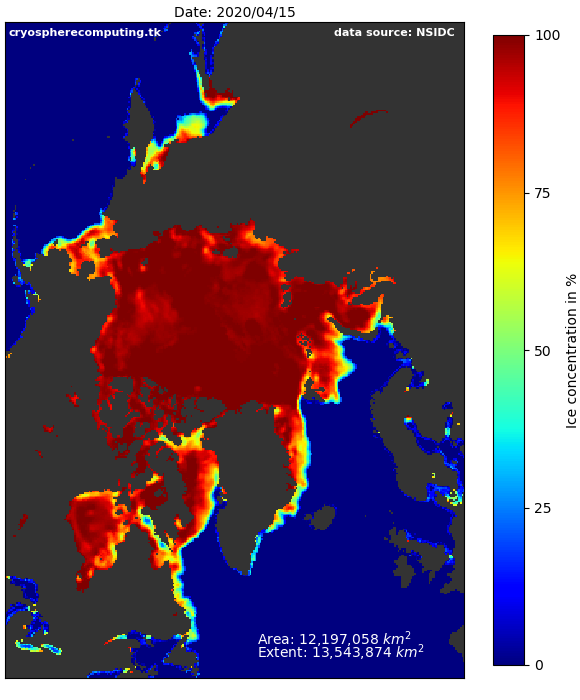 Date: 2020/04/15
cryospherecomputing.tk
data source: NSIDC
100
75
50
25
0
Ice concentration in %
Area: 12,197,058 km²
Extent: 13,543,874 km²